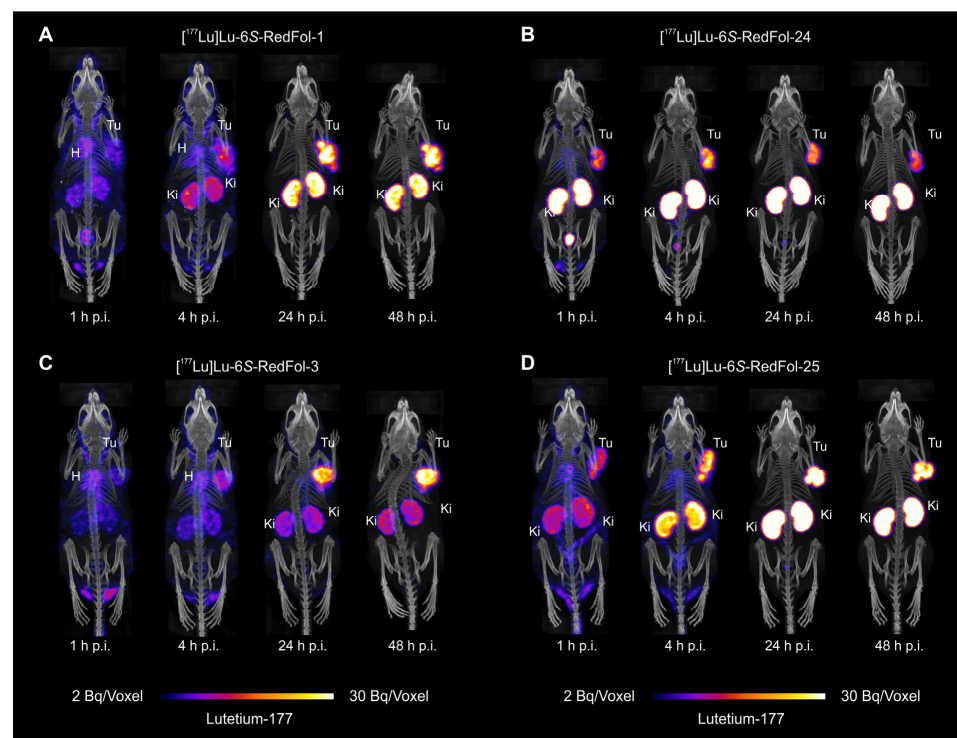 A
[¹⁷⁷Lu]Lu-6S-RedFol-1
Tu
H
Tu
H
Ki
Ki
Tu
Ki
Ki
Tu
Ki
Ki
1 h p.i.
4 h p.i.
24 h p.i.
48 h p.i.
B
[¹⁷⁷Lu]Lu-6S-RedFol-24
Tu
Ki
Ki
Tu
Ki
Ki
Tu
Ki
Ki
Tu
Ki
Ki
1 h p.i.
4 h p.i.
24 h p.i.
48 h p.i.
C
[¹⁷⁷Lu]Lu-6S-RedFol-3
Tu
H
Tu
H
Tu
Ki
Ki
Tu
Ki
Ki
1 h p.i.
4 h p.i.
24 h p.i.
48 h p.i.
D
[¹⁷⁷Lu]Lu-6S-RedFol-25
Tu
Ki
Ki
Tu
Ki
Ki
Tu
Ki
Ki
Tu
Ki
Ki
1 h p.i.
4 h p.i.
24 h p.i.
48 h p.i.
2 Bq/Voxel
30 Bq/Voxel
Lutetium-177
2 Bq/Voxel
30 Bq/Voxel
Lutetium-177